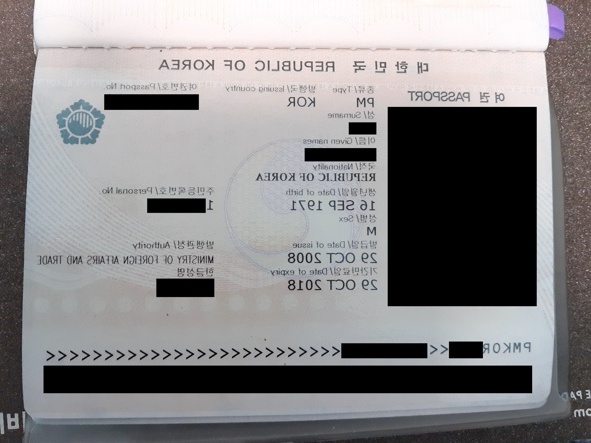 대한민국 REPUBLIC OF KOREA
여권 PASSPORT
종류/Type 발행국/Issuing country 여권번호/Passport No
PM KOR
성/Surname
이름/Given names
국적/Nationality
REPUBLIC OF KOREA
생년월일/Date of birth 주민등록번호/Personal No
16 SEP 1971 1
성별/Sex
M
발급일/Date of issue 발행관청/Authority
29 OCT 2008 MINISTRY OF FOREIGN AFFAIRS AND TRADE
기간만료일/Date of expiry 한글성명
29 OCT 2018
PMKOR <<<<<<<<<<<<<<<<<<<<<<<<<<<<